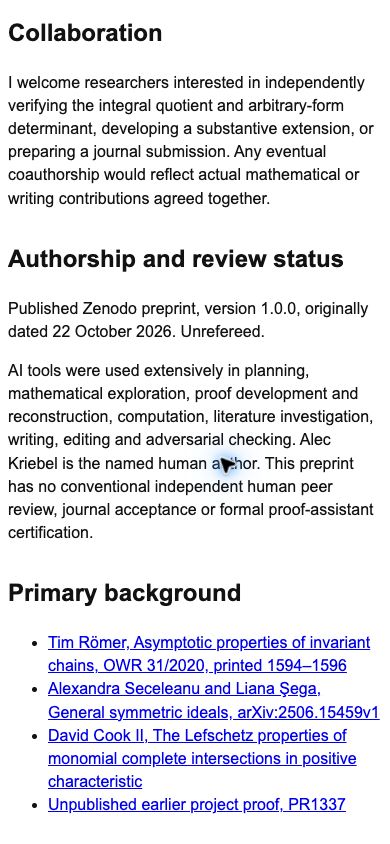 Collaboration
I welcome researchers interested in independently
verifying the integral quotient and arbitrary-form
determinant, developing a substantive extension, or
preparing a journal submission. Any eventual
coauthorship would reflect actual mathematical or
writing contributions agreed together.
Authorship and review status
Published Zenodo preprint, version 1.0.0, originally
dated 22 October 2026. Unrefereed.
AI tools were used extensively in planning,
mathematical exploration, proof development and
reconstruction, computation, literature investigation,
writing, editing and adversarial checking. Alec
Kriebel is the named human author. This preprint
has no conventional independent human peer
review, journal acceptance or formal proof-assistant
certification.
Primary background
• Tim Römer, Asymptotic properties of invariant
chains, OWR 31/2020, printed 1594–1596
• Alexandra Seceleanu and Liana Şega,
General symmetric ideals, arXiv:2506.15459v1
• David Cook II, The Lefschetz properties of
monomial complete intersections in positive
characteristic
• Unpublished earlier project proof, PR1337